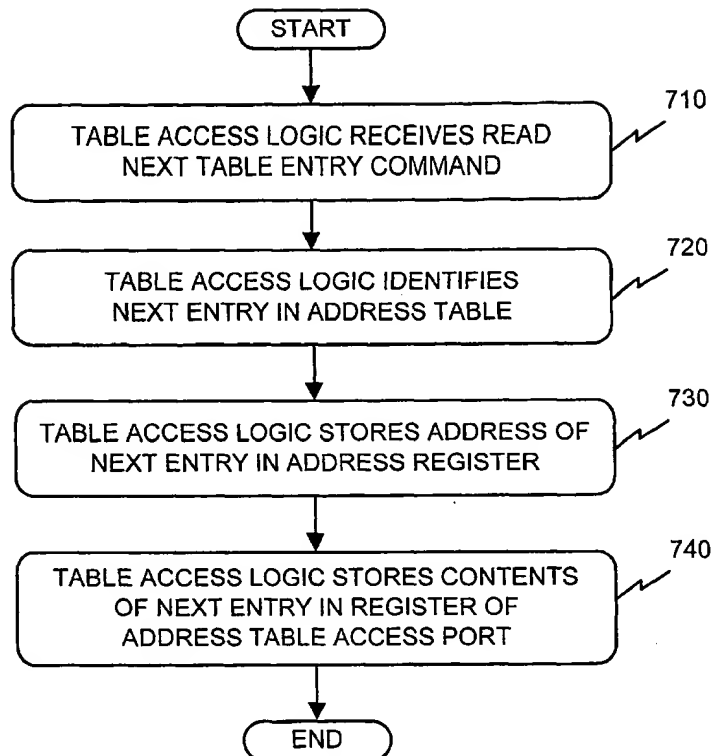 START
TABLE ACCESS LOGIC RECEIVES READ
NEXT TABLE ENTRY COMMAND
710
TABLE ACCESS LOGIC IDENTIFIES
NEXT ENTRY IN ADDRESS TABLE
720
TABLE ACCESS LOGIC STORES ADDRESS OF
NEXT ENTRY IN ADDRESS REGISTER
730
TABLE ACCESS LOGIC STORES CONTENTS
OF NEXT ENTRY IN REGISTER OF
ADDRESS TABLE ACCESS PORT
740
END